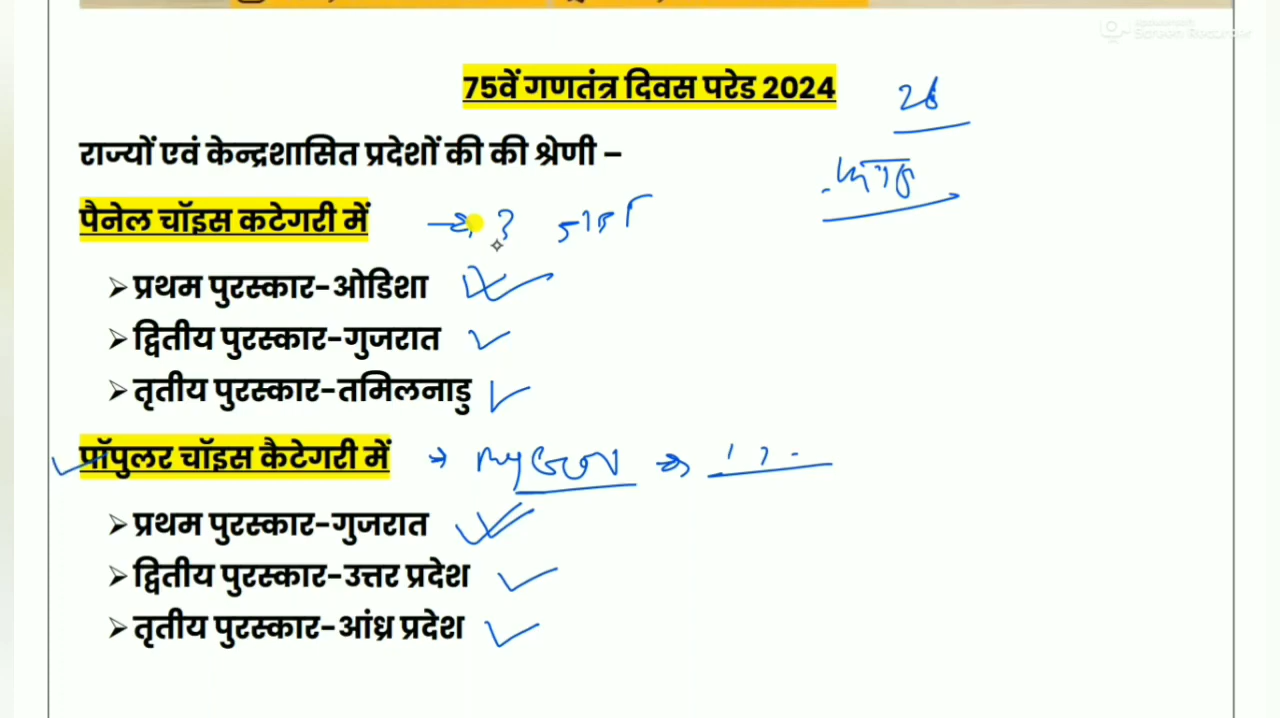 75वें गणतंत्र दिवस परेड 2024
26
राज्यों एवं केन्द्रशासित प्रदेशों की की श्रेणी –
पैनेल चॉइस कटेगरी में → ?
➢ प्रथम पुरस्कार-ओडिशा
➢ द्वितीय पुरस्कार-गुजरात
➢ तृतीय पुरस्कार-तमिलनाडु
पॉपुलर चॉइस कैटेगरी में → MyGOV →
➢ प्रथम पुरस्कार-गुजरात
➢ द्वितीय पुरस्कार-उत्तर प्रदेश
➢ तृतीय पुरस्कार-आंध्र प्रदेश